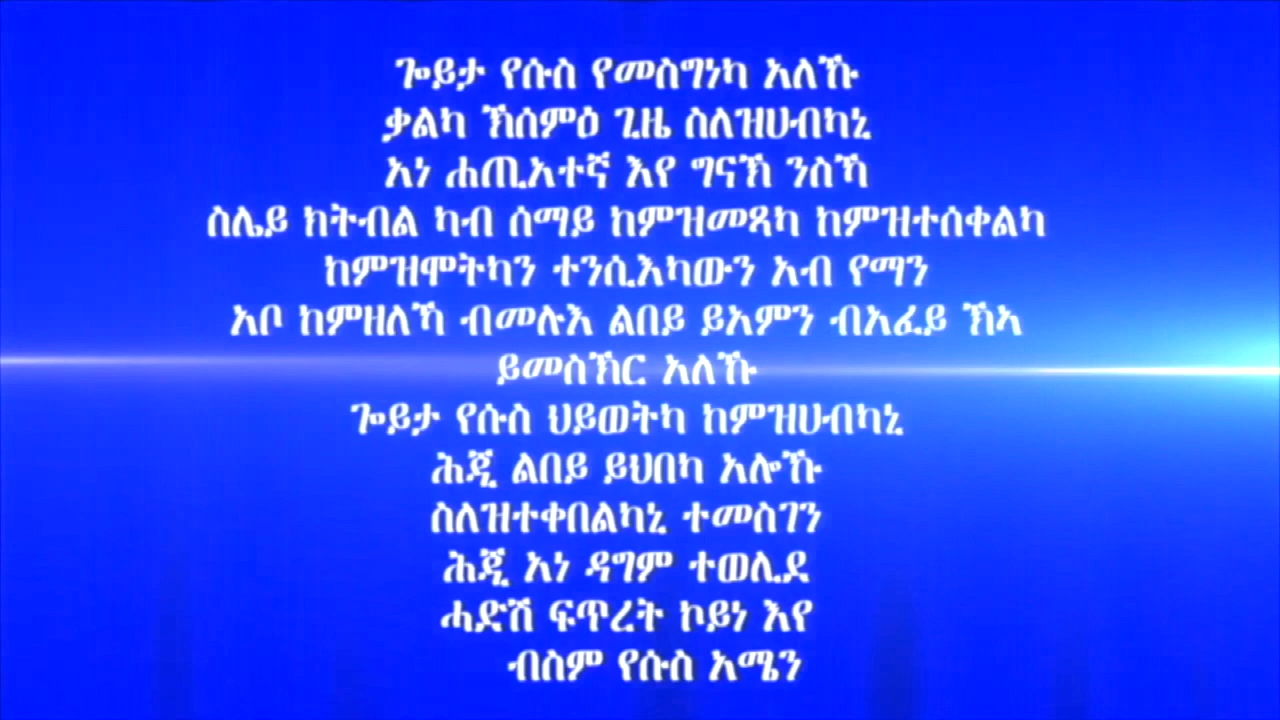 ጐይታ የሱስ የመስግነካ አለኹ
ቃልካ ኽሰምዕ ጊዜ ስለዝሀብካኒ
አነ ሐጢአተኛ እየ ግናኽ ንስኻ
ስሌይ ክትብል ካብ ሰማይ ከምዝመጻካ ከምዝተሰቀልካ
ከምዝሞትካን ተንሲእካውን አብ የማን
አቦ ከምዘለኻ ብመሉእ ልበይ ይአምን ብአፈይ ኽኣ
ይመስኽር አለኹ
ጐይታ የሱስ ህይወትካ ከምዝሀብካኒ
ሕጂ ልበይ ይህበካ አሎኹ
ስለዝተቀበልካኒ ተመስገን
ሕጂ አነ ዳግም ተወሊደ
ሓድሽ ፍጥረት ኮይነ እየ
ብስም የሱስ አሜን